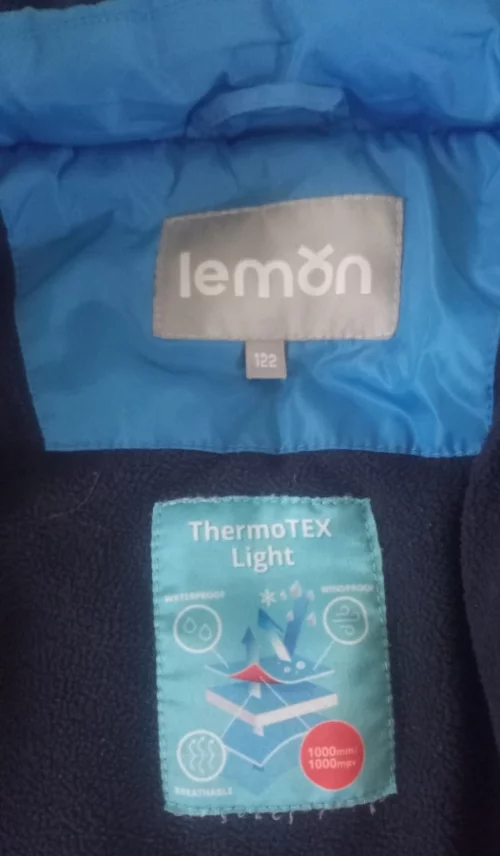 lemon
122
ThermoTEX
Light
WATERPROOF
WINDPROOF
BREATHABLE
1000mm/
1000mpv